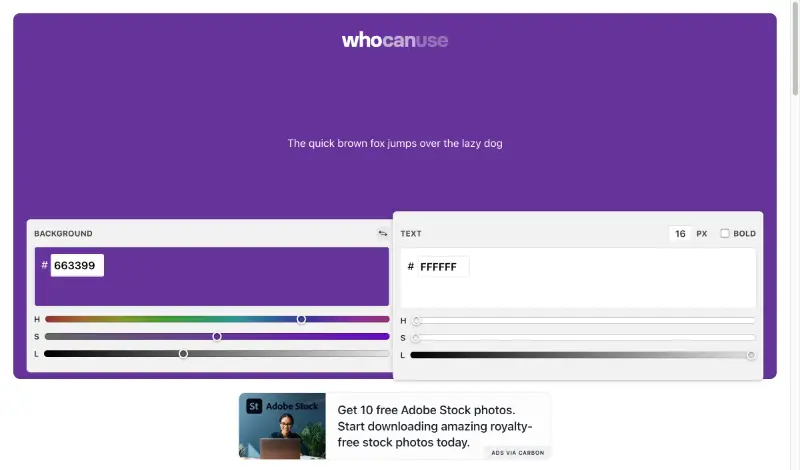 whocanuse
The quick brown fox jumps over the lazy dog
BACKGROUND
# 663399
H
S
L
TEXT
16 PX BOLD
# FFFFFF
H
S
L
St Adobe Stock
Get 10 free Adobe Stock photos.
Start downloading amazing royalty-
free stock photos today.
ADS VIA CARBON